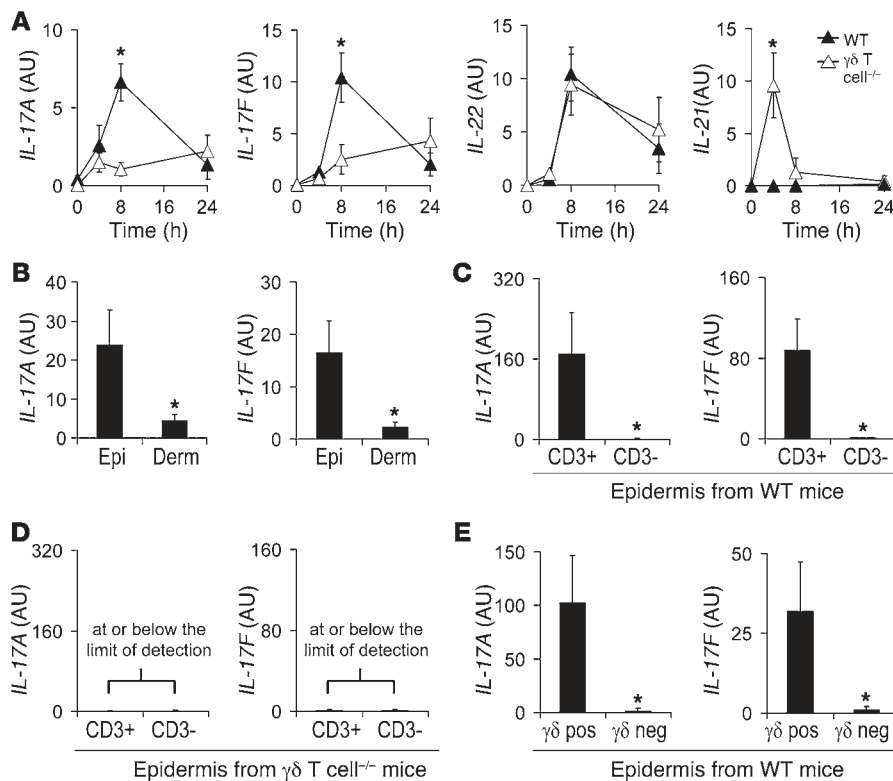 A
IL-17A (AU)
10
5
0
0 8 16 24
Time (h)
*
IL-17F (AU)
15
10
5
0
0 8 16 24
Time (h)
*
IL-22 (AU)
15
10
5
0
0 8 16 24
Time (h)
IL-21(AU)
15
10
5
0
0 8 16 24
Time (h)
*
WT
γδ T
cell⁻/⁻
B
IL-17A (AU)
40
30
20
10
0
*
Epi Derm
IL-17F (AU)
30
20
10
0
*
Epi Derm
C
IL-17A (AU)
320
160
0
*
CD3+ CD3-
IL-17F (AU)
160
80
0
*
CD3+ CD3-
Epidermis from WT mice
D
IL-17A (AU)
320
160
0
at or below the
limit of detection
CD3+ CD3-
IL-17F (AU)
160
80
0
at or below the
limit of detection
CD3+ CD3-
Epidermis from γδ T cell⁻/⁻ mice
E
IL-17A (AU)
150
100
50
0
*
γδ pos γδ neg
IL-17F (AU)
50
25
0
*
γδ pos γδ neg
Epidermis from WT mice